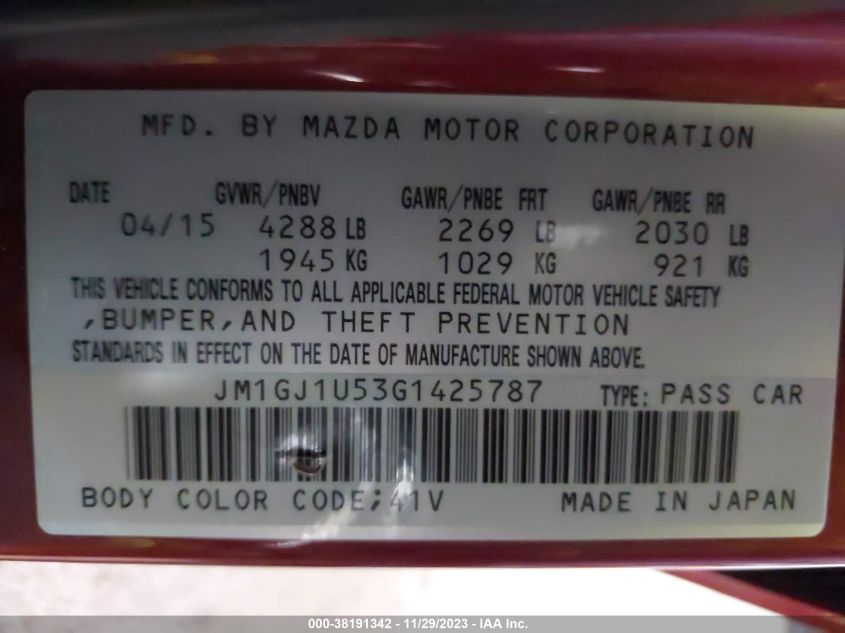 MFD. BY MAZDA MOTOR CORPORATION
DATE GVWR/PNBV GAWR/PNBE FRT GAWR/PNBE RR
04/15 4288 LB 2269 LB 2030 LB
1945 KG 1029 KG 921 KG
THIS VEHICLE CONFORMS TO ALL APPLICABLE FEDERAL MOTOR VEHICLE SAFETY
,BUMPER,AND THEFT PREVENTION
STANDARDS IN EFFECT ON THE DATE OF MANUFACTURE SHOWN ABOVE.
JM1GJ1U53G1425787 TYPE: PASS CAR
BODY COLOR CODE;41V MADE IN JAPAN
000-38191342 - 11/29/2023 - IAA Inc.